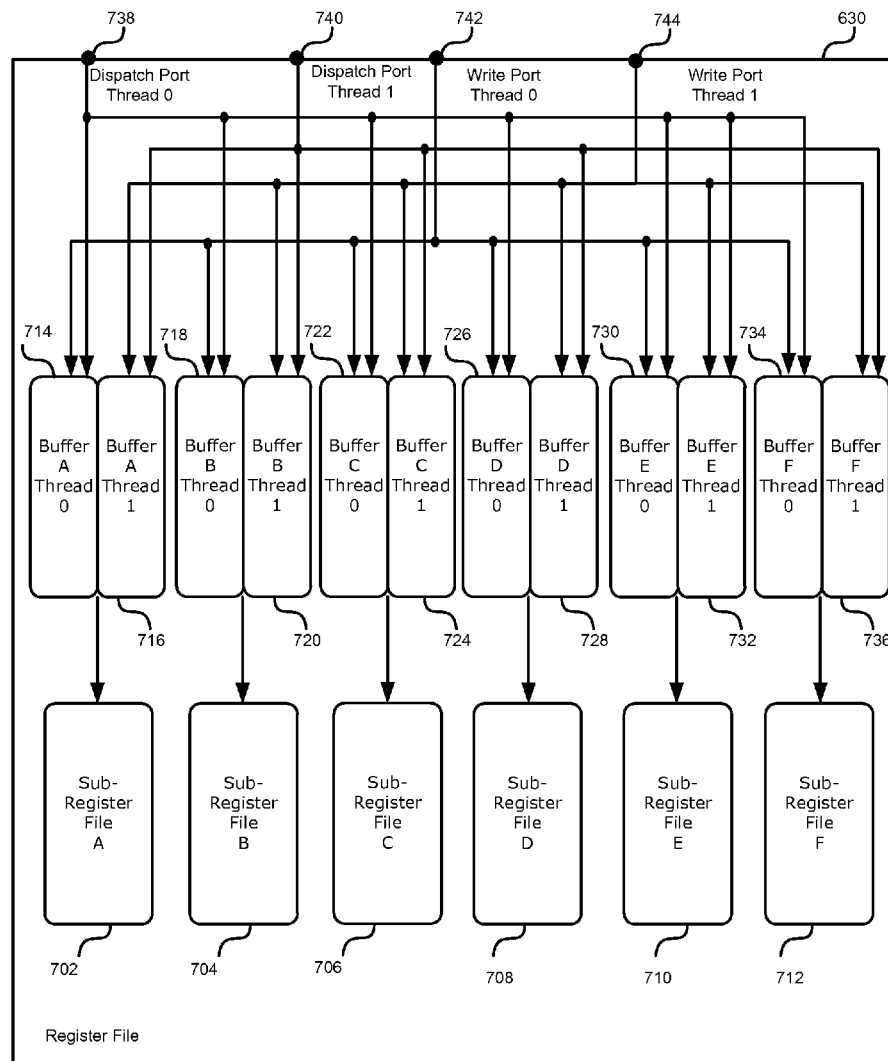 738
740
742
744
630
Dispatch Port
Thread 0
Dispatch Port
Thread 1
Write Port
Thread 0
Write Port
Thread 1
714
718
722
726
730
734
Buffer
A
Thread
0
Buffer
A
Thread
1
Buffer
B
Thread
0
Buffer
B
Thread
1
Buffer
C
Thread
0
Buffer
C
Thread
1
Buffer
D
Thread
0
Buffer
D
Thread
1
Buffer
E
Thread
0
Buffer
E
Thread
1
Buffer
F
Thread
0
Buffer
F
Thread
1
716
720
724
728
732
736
Sub-
Register
File
A
Sub-
Register
File
B
Sub-
Register
File
C
Sub-
Register
File
D
Sub-
Register
File
E
Sub-
Register
File
F
702
704
706
708
710
712
Register File